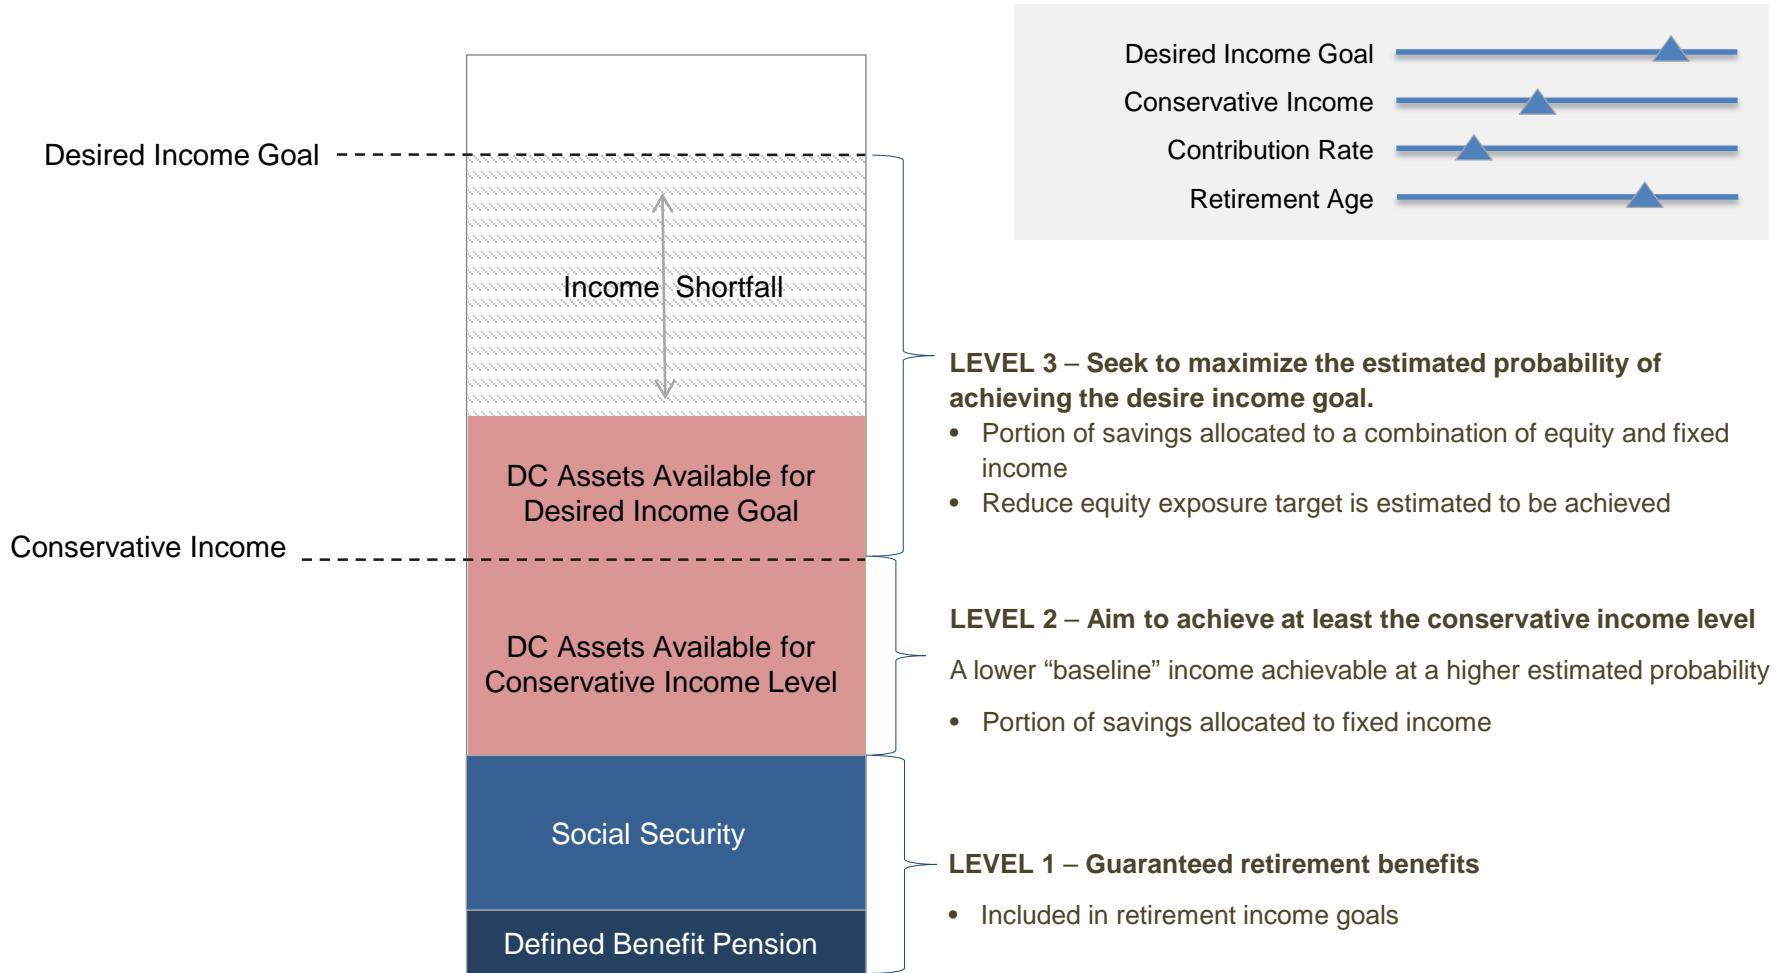 Desired Income Goal
Conservative Income
Contribution Rate
Retirement Age
Desired Income Goal
Income Shortfall
LEVEL 3 – Seek to maximize the estimated probability of
achieving the desire income goal.
• Portion of savings allocated to a combination of equity and fixed
income
• Reduce equity exposure target is estimated to be achieved
DC Assets Available for
Desired Income Goal
Conservative Income
DC Assets Available for
Conservative Income Level
LEVEL 2 – Aim to achieve at least the conservative income level
A lower “baseline” income achievable at a higher estimated probability
• Portion of savings allocated to fixed income
Social Security
LEVEL 1 – Guaranteed retirement benefits
• Included in retirement income goals
Defined Benefit Pension